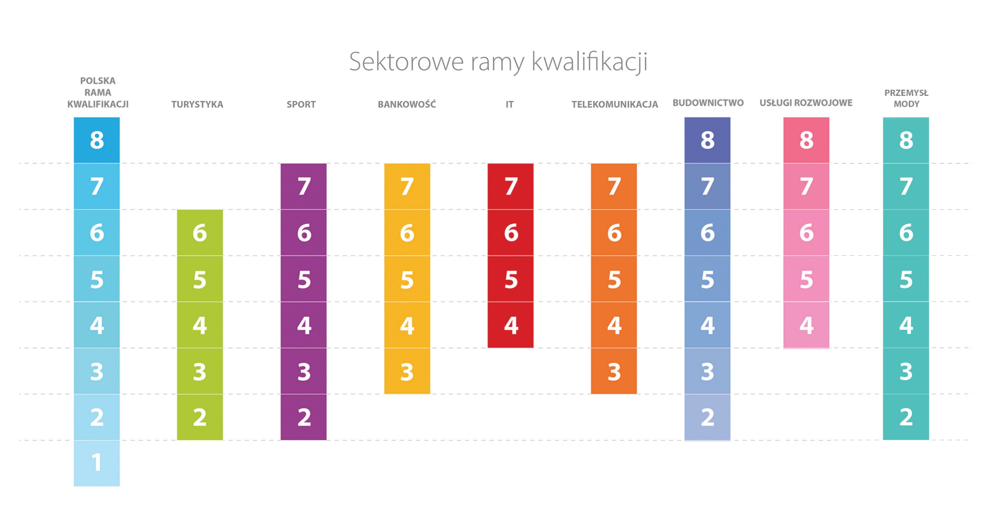 Sektorowe ramy kwalifikacji
POLSKA
RAMA
KWALIFIKACJI
TURYSTYKA
SPORT
BANKOWOŚĆ
IT
TELEKOMUNIKACJA
BUDOWNICTWO
USŁUGI ROZWOJOWE
PRZEMYSŁ
MODY
8 8 8 8
7 7 7 7 7 7 7 7
6 6 6 6 6 6 6 6 6
5 5 5 5 5 5 5 5 5
4 4 4 4 4 4 4 4 4
3 3 3 3 3 3 3
2 2 2 2 2
1